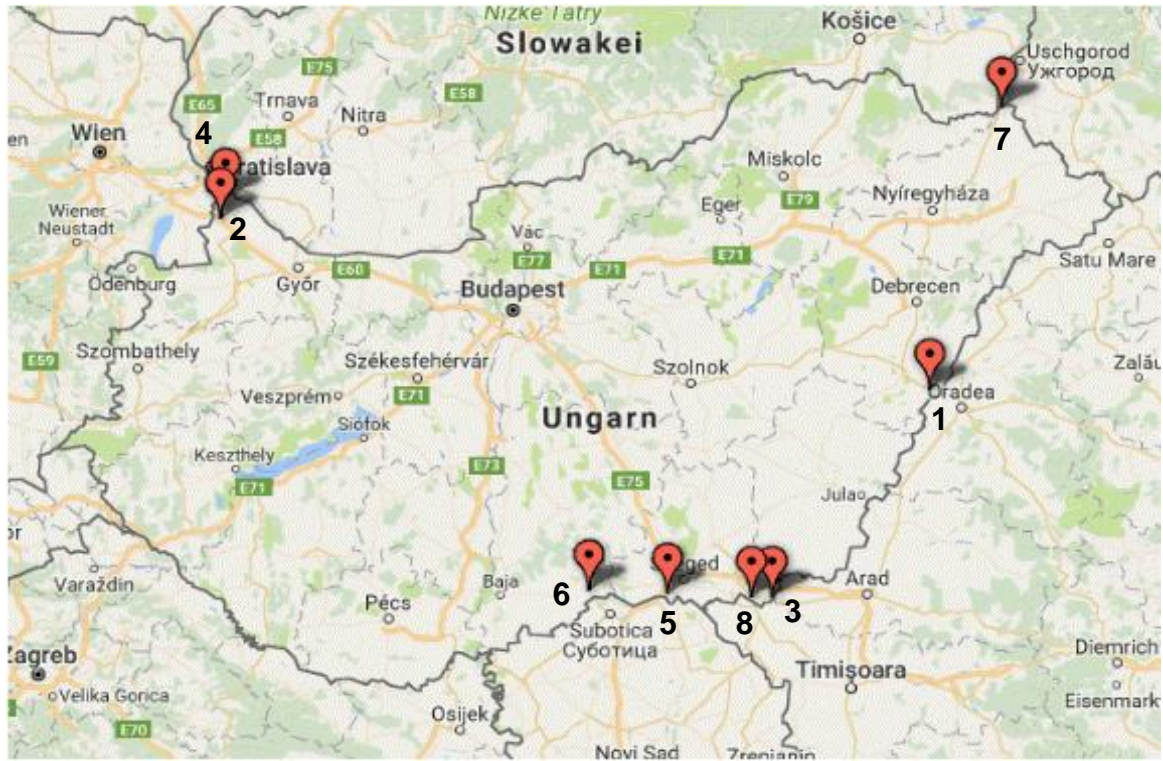 Nízke Tatry
Košice
Slowakei
Uschgorod
Ужгород
E75
E58
Trnava
E65
Nitra
Wien
4
E58
7
Bratislava
Miskolc
Nyíregyháza
E79
Wiener
Neustadt
2
Eger
Vác
Satu Mare
E77
E71
E71
Ödenburg
Győr
E60
Debrecen
Budapest
E59
Szombathely
Székesfehérvár
Szolnok
Zalău
E71
Veszprém
Oradea
1
Siófok
Ungarn
Keszthely
E73
E71
E75
Jula
Varaždin
Baja
6
Szeged
Arad
Pécs
5
8
3
Subotica
Суботица
Zagreb
Timișoara
Diemrich
Velika Gorica
Eisenmarkt
Osijek
E70
Novi Sad
Zrenjanin